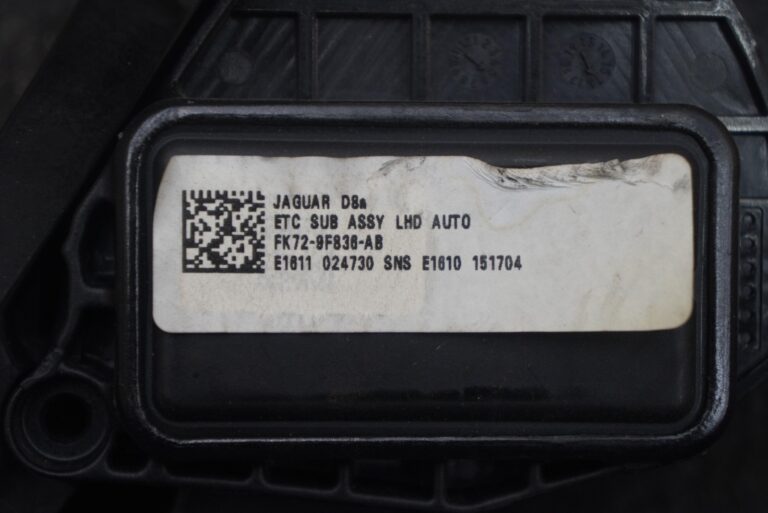 JAGUAR D8a
ETC SUB ASSY LHD AUTO
FK72-9F836-AB
E1611 024730 SNS E1610 151704